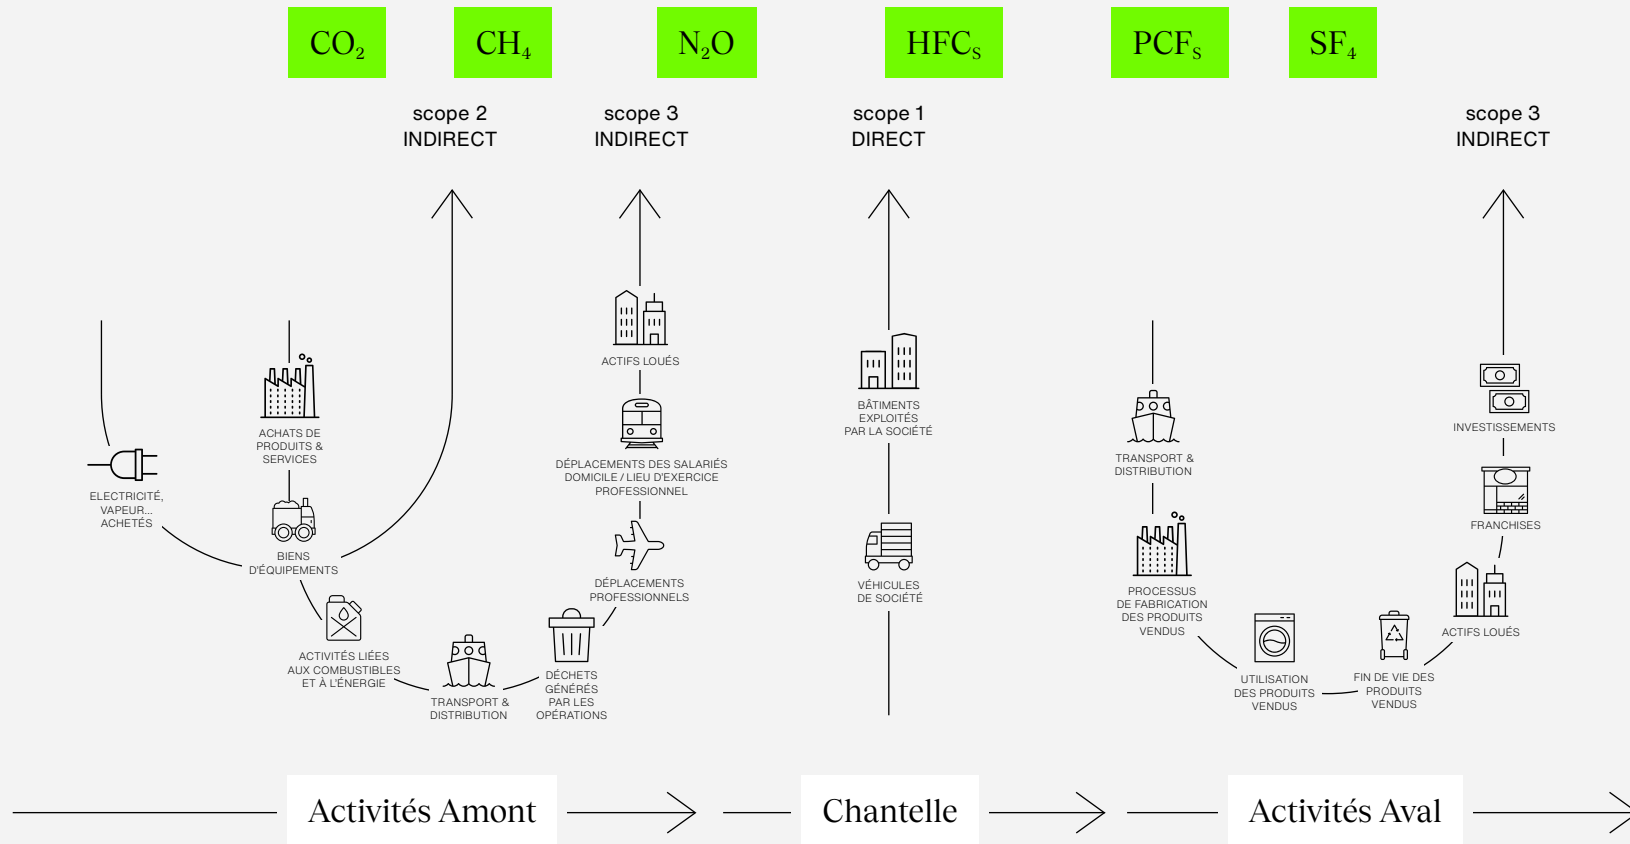 CO₂
CH₄
N₂O
HFCₛ
PCFₛ
SF₄
scope 2
INDIRECT
scope 3
INDIRECT
scope 1
DIRECT
scope 3
INDIRECT
ELECTRICITÉ,
VAPEUR...
ACHETÉS
ACHATS DE
PRODUITS &
SERVICES
BIENS
D'ÉQUIPEMENTS
ACTIVITÉS LIÉES
AUX COMBUSTIBLES
ET À L'ÉNERGIE
TRANSPORT &
DISTRIBUTION
DÉCHETS
GÉNÉRÉS
PAR LES
OPÉRATIONS
DÉPLACEMENTS
PROFESSIONNELS
DÉPLACEMENTS DES SALARIÉS
DOMICILE / LIEU D'EXERCICE
PROFESSIONNEL
ACTIFS LOUÉS
BÂTIMENTS
EXPLOITÉS
PAR LA SOCIÉTÉ
VÉHICULES
DE SOCIÉTÉ
TRANSPORT &
DISTRIBUTION
PROCESSUS
DE FABRICATION
DES PRODUITS
VENDUS
UTILISATION
DES PRODUITS
VENDUS
FIN DE VIE DES
PRODUITS
VENDUS
ACTIFS LOUÉS
FRANCHISES
INVESTISSEMENTS
Activités Amont
Chantelle
Activités Aval